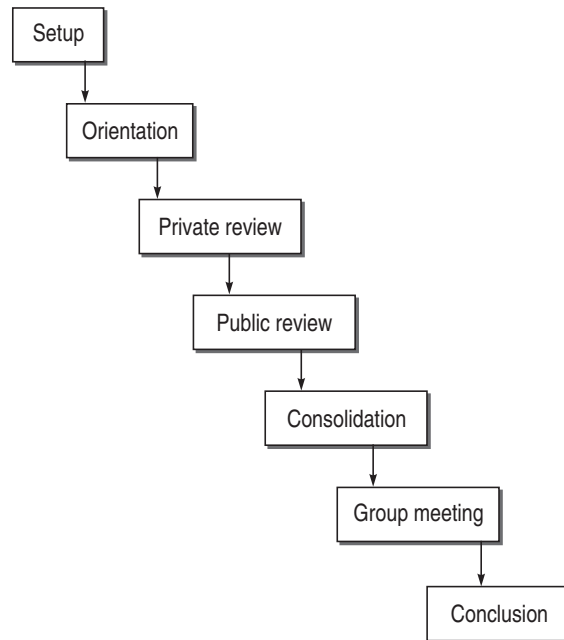 Setup
Orientation
Private review
Public review
Consolidation
Group meeting
Conclusion